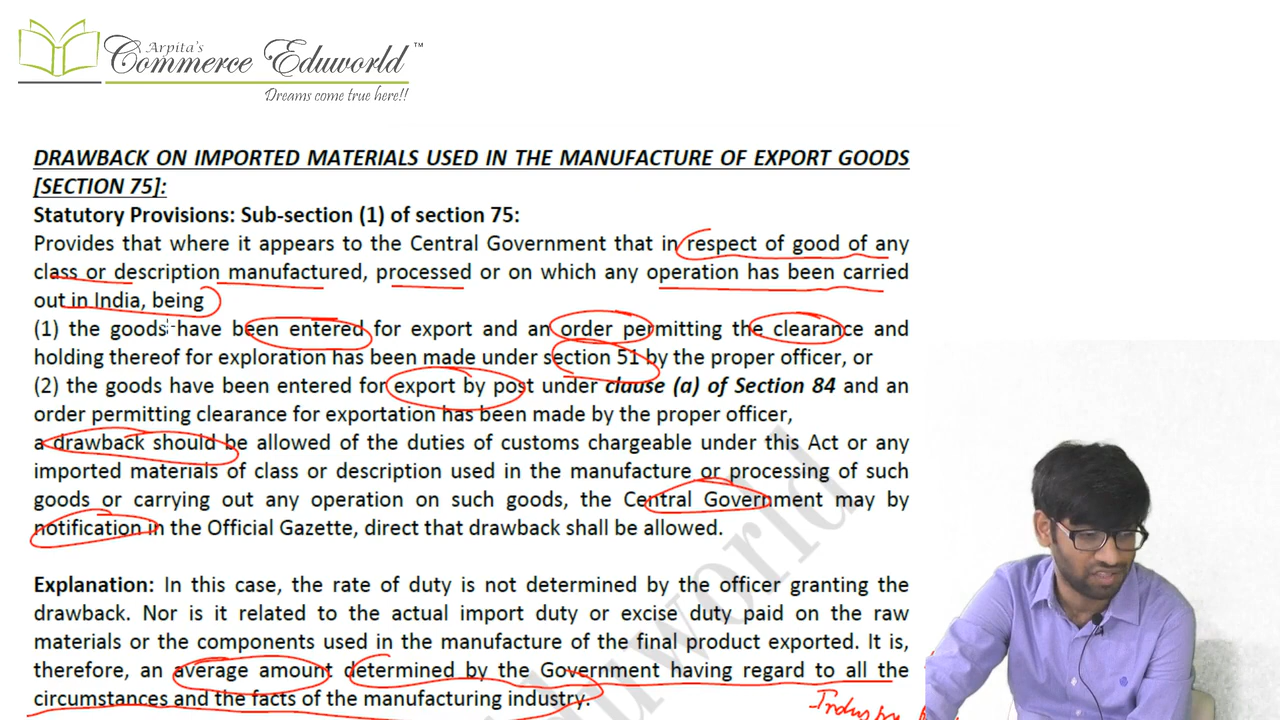 Arpita's
Commerce Eduworld™
Dreams come true here!!
DRAWBACK ON IMPORTED MATERIALS USED IN THE MANUFACTURE OF EXPORT GOODS
[SECTION 75]:
Statutory Provisions: Sub-section (1) of section 75:
Provides that where it appears to the Central Government that in respect of good of any
class or description manufactured, processed or on which any operation has been carried
out in India, being
(1) the goods have been entered for export and an order permitting the clearance and
holding thereof for exploration has been made under section 51 by the proper officer, or
(2) the goods have been entered for export by post under clause (a) of Section 84 and an
order permitting clearance for exportation has been made by the proper officer,
a drawback should be allowed of the duties of customs chargeable under this Act or any
imported materials of class or description used in the manufacture or processing of such
goods or carrying out any operation on such goods, the Central Government may by
notification in the Official Gazette, direct that drawback shall be allowed.
Explanation: In this case, the rate of duty is not determined by the officer granting the
drawback. Nor is it related to the actual import duty or excise duty paid on the raw
materials or the components used in the manufacture of the final product exported. It is,
therefore, an average amount determined by the Government having regard to all the
circumstances and the facts of the manufacturing industry.